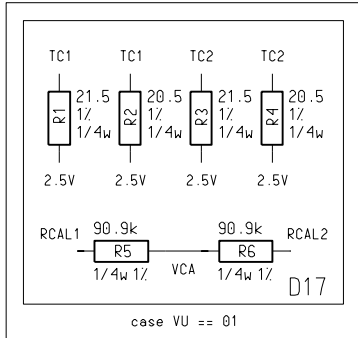 TC1 TC1 TC2 TC2
R1 21.5 1% 1/4w
R2 20.5 1% 1/4w
R3 21.5 1% 1/4w
R4 20.5 1% 1/4w
2.5V 2.5V 2.5V 2.5V
90.9k 90.9k
RCAL1 R5 R6 RCAL2
1/4w 1% VCA 1/4w 1%
D17
case VU == 01